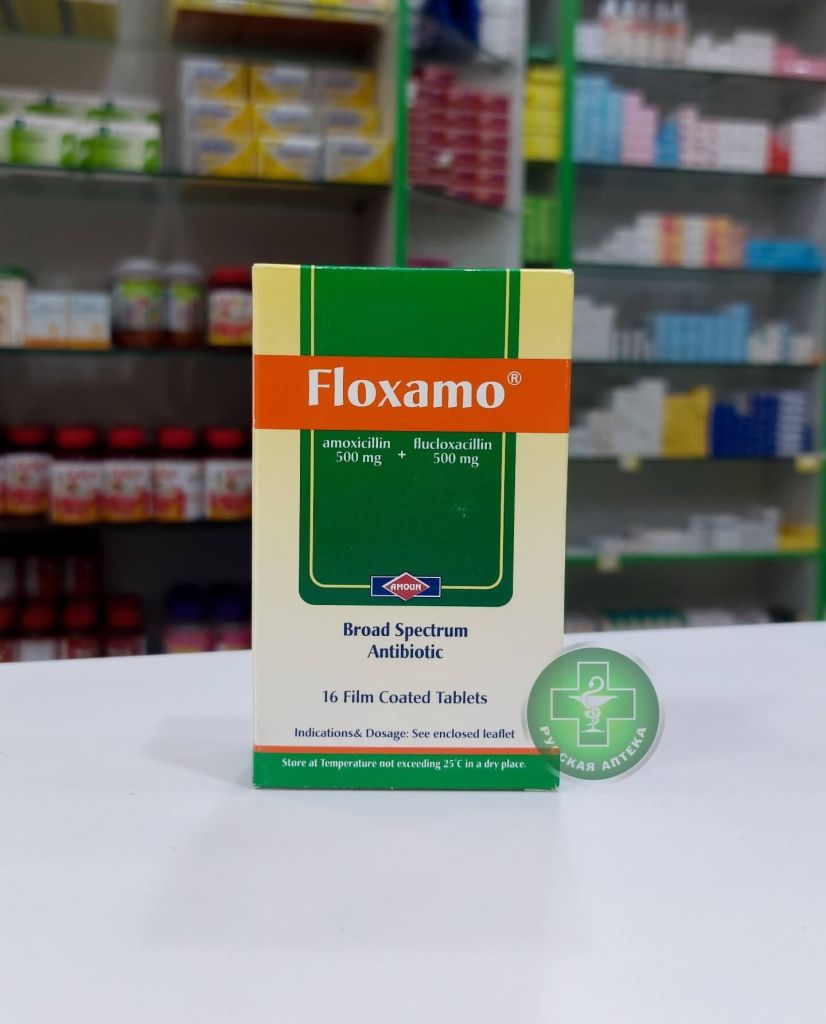 Floxamo®
amoxicillin + flucloxacillin
500 mg 500 mg
AMOUN
Broad Spectrum
Antibiotic
16 Film Coated Tablets
Indications& Dosage: See enclosed leaflet
Store at Temperature not exceeding 25°C in a dry place.
РУССКАЯ АПТЕКА